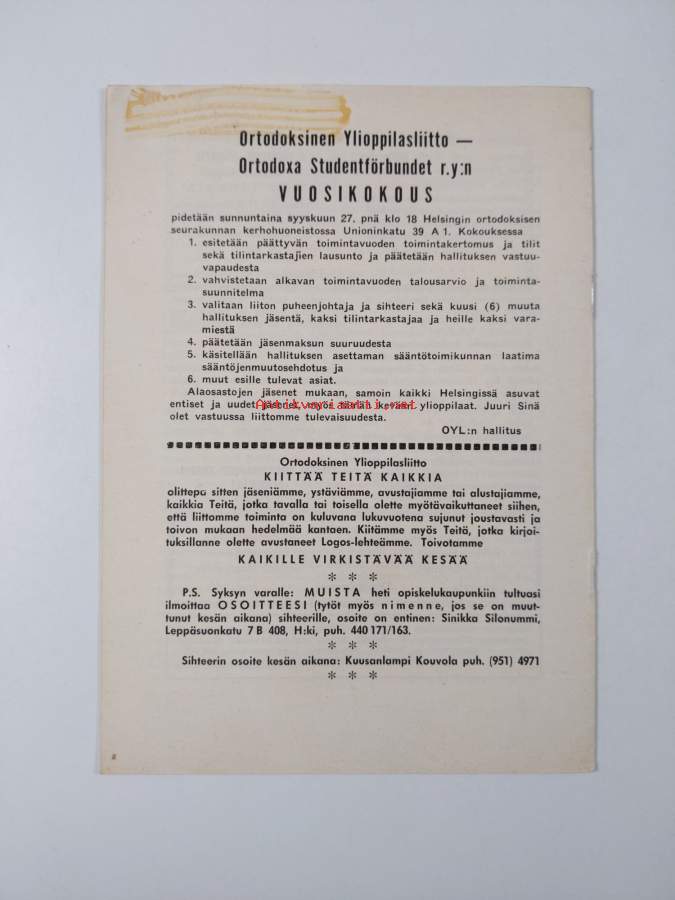 Ortodoksinen Ylioppilasliitto —
Ortodoxa Studentförbundet r.y:n
VUOSIKOKOUS
pidetään sunnuntaina syyskuun 27. pnä klo 18 Helsingin ortodoksisen
seurakunnan kerhohuoneistossa Unioninkatu 39 A 1. Kokouksessa
1. esitetään päättyvän toimintavuoden toimintakertomus ja tilit
sekä tilintarkastajien lausunto ja päätetään hallituksen vastuu-
vapaudesta
2. vahvistetaan alkavan toimintavuoden talousarvio ja toiminta-
suunnitelma
3. valitaan liiton puheenjohtaja ja sihteeri sekä kuusi (6) muuta
hallituksen jäsentä, kaksi tilintarkastajaa ja heille kaksi vara-
miestä
4. päätetään jäsenmaksun suuruudesta
5. käsitellään hallituksen asettaman sääntötoimikunnan laatima
sääntöjenmuutosehdotus ja
6. muut esille tulevat asiat.
Alaosastojen jäsenet mukaan, samoin kaikki Helsingissä asuvat
entiset ja uudet jäsenet, myös tämän kevään ylioppilaat. Juuri Sinä
Antikvariaatti.net
olet vastuussa liittomme tulevaisuudesta.
OYL:n hallitus
Ortodoksinen Ylioppilasliitto
KIITTÄÄ TEITÄ KAIKKIA
olittepa sitten jäseniämme, ystäviämme, avustajiamme tai alustajiamme,
kaikkia Teitä, jotka tavalla tai toisella olette myötävaikuttaneet siihen,
että liittomme toiminta on kuluvana lukuvuotena sujunut joustavasti ja
toivon mukaan hedelmää kantaen. Kiitämme myös Teitä, jotka kirjoi-
tuksillanne olette avustaneet Logos-lehteämme. Toivotamme
KAIKILLE VIRKISTÄVÄÄ KESÄÄ
* * *
P.S. Syksyn varalle: MUISTA heti opiskelukaupunkiin tultuasi
ilmoittaa OSOITTEESI (tytöt myös nimenne, jos se on muut-
tunut kesän aikana) sihteerille, osoite on entinen: Sinikka Silonummi,
Leppäsuonkatu 7 B 408, H:ki, puh. 440 171/163.
* * *
Sihteerin osoite kesän aikana: Kuusanlampi Kouvola puh. (951) 4971
* * *